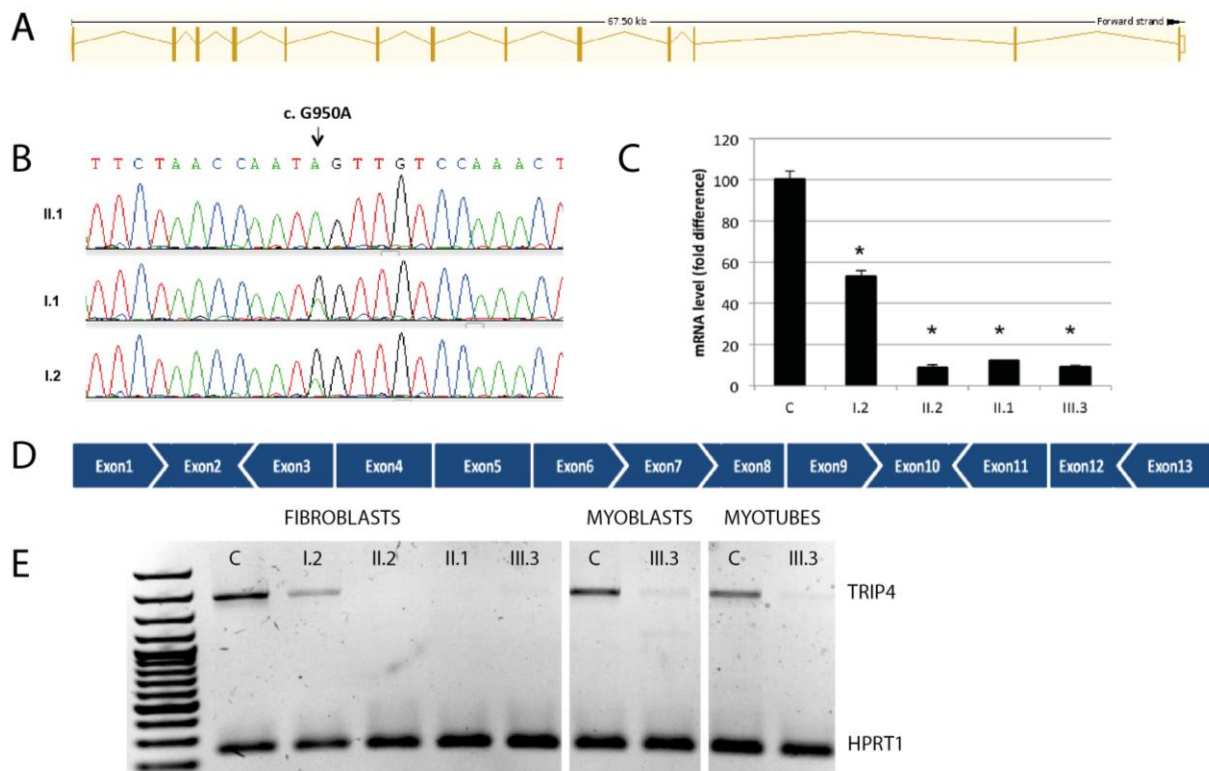 A
67.50 kb
Forward strand
c. G950A
B
T T C T A A C C A A T A G T T G T C C A A A C T
II.1
I.1
I.2
C
mRNA level (fold difference)
120
100
80
60
40
20
0
*
*
*
*
C I.2 II.2 II.1 III.3
D
Exon1 Exon2 Exon3 Exon4 Exon5 Exon6 Exon7 Exon8 Exon9 Exon10 Exon11 Exon12 Exon13
FIBROBLASTS MYOBLASTS MYOTUBES
E
C I.2 II.2 II.1 III.3 C III.3 C III.3
TRIP4
HPRT1